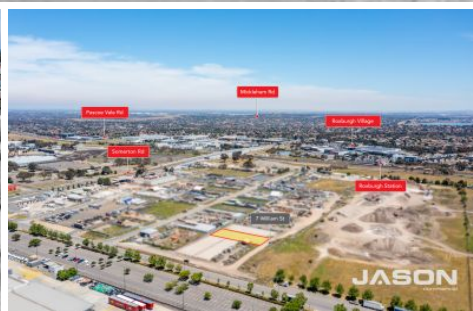 Mickleham Rd
Pascoe Vale Rd
Roxburgh Village
Somerton Rd
Roxburgh Station
7 William St
JASON